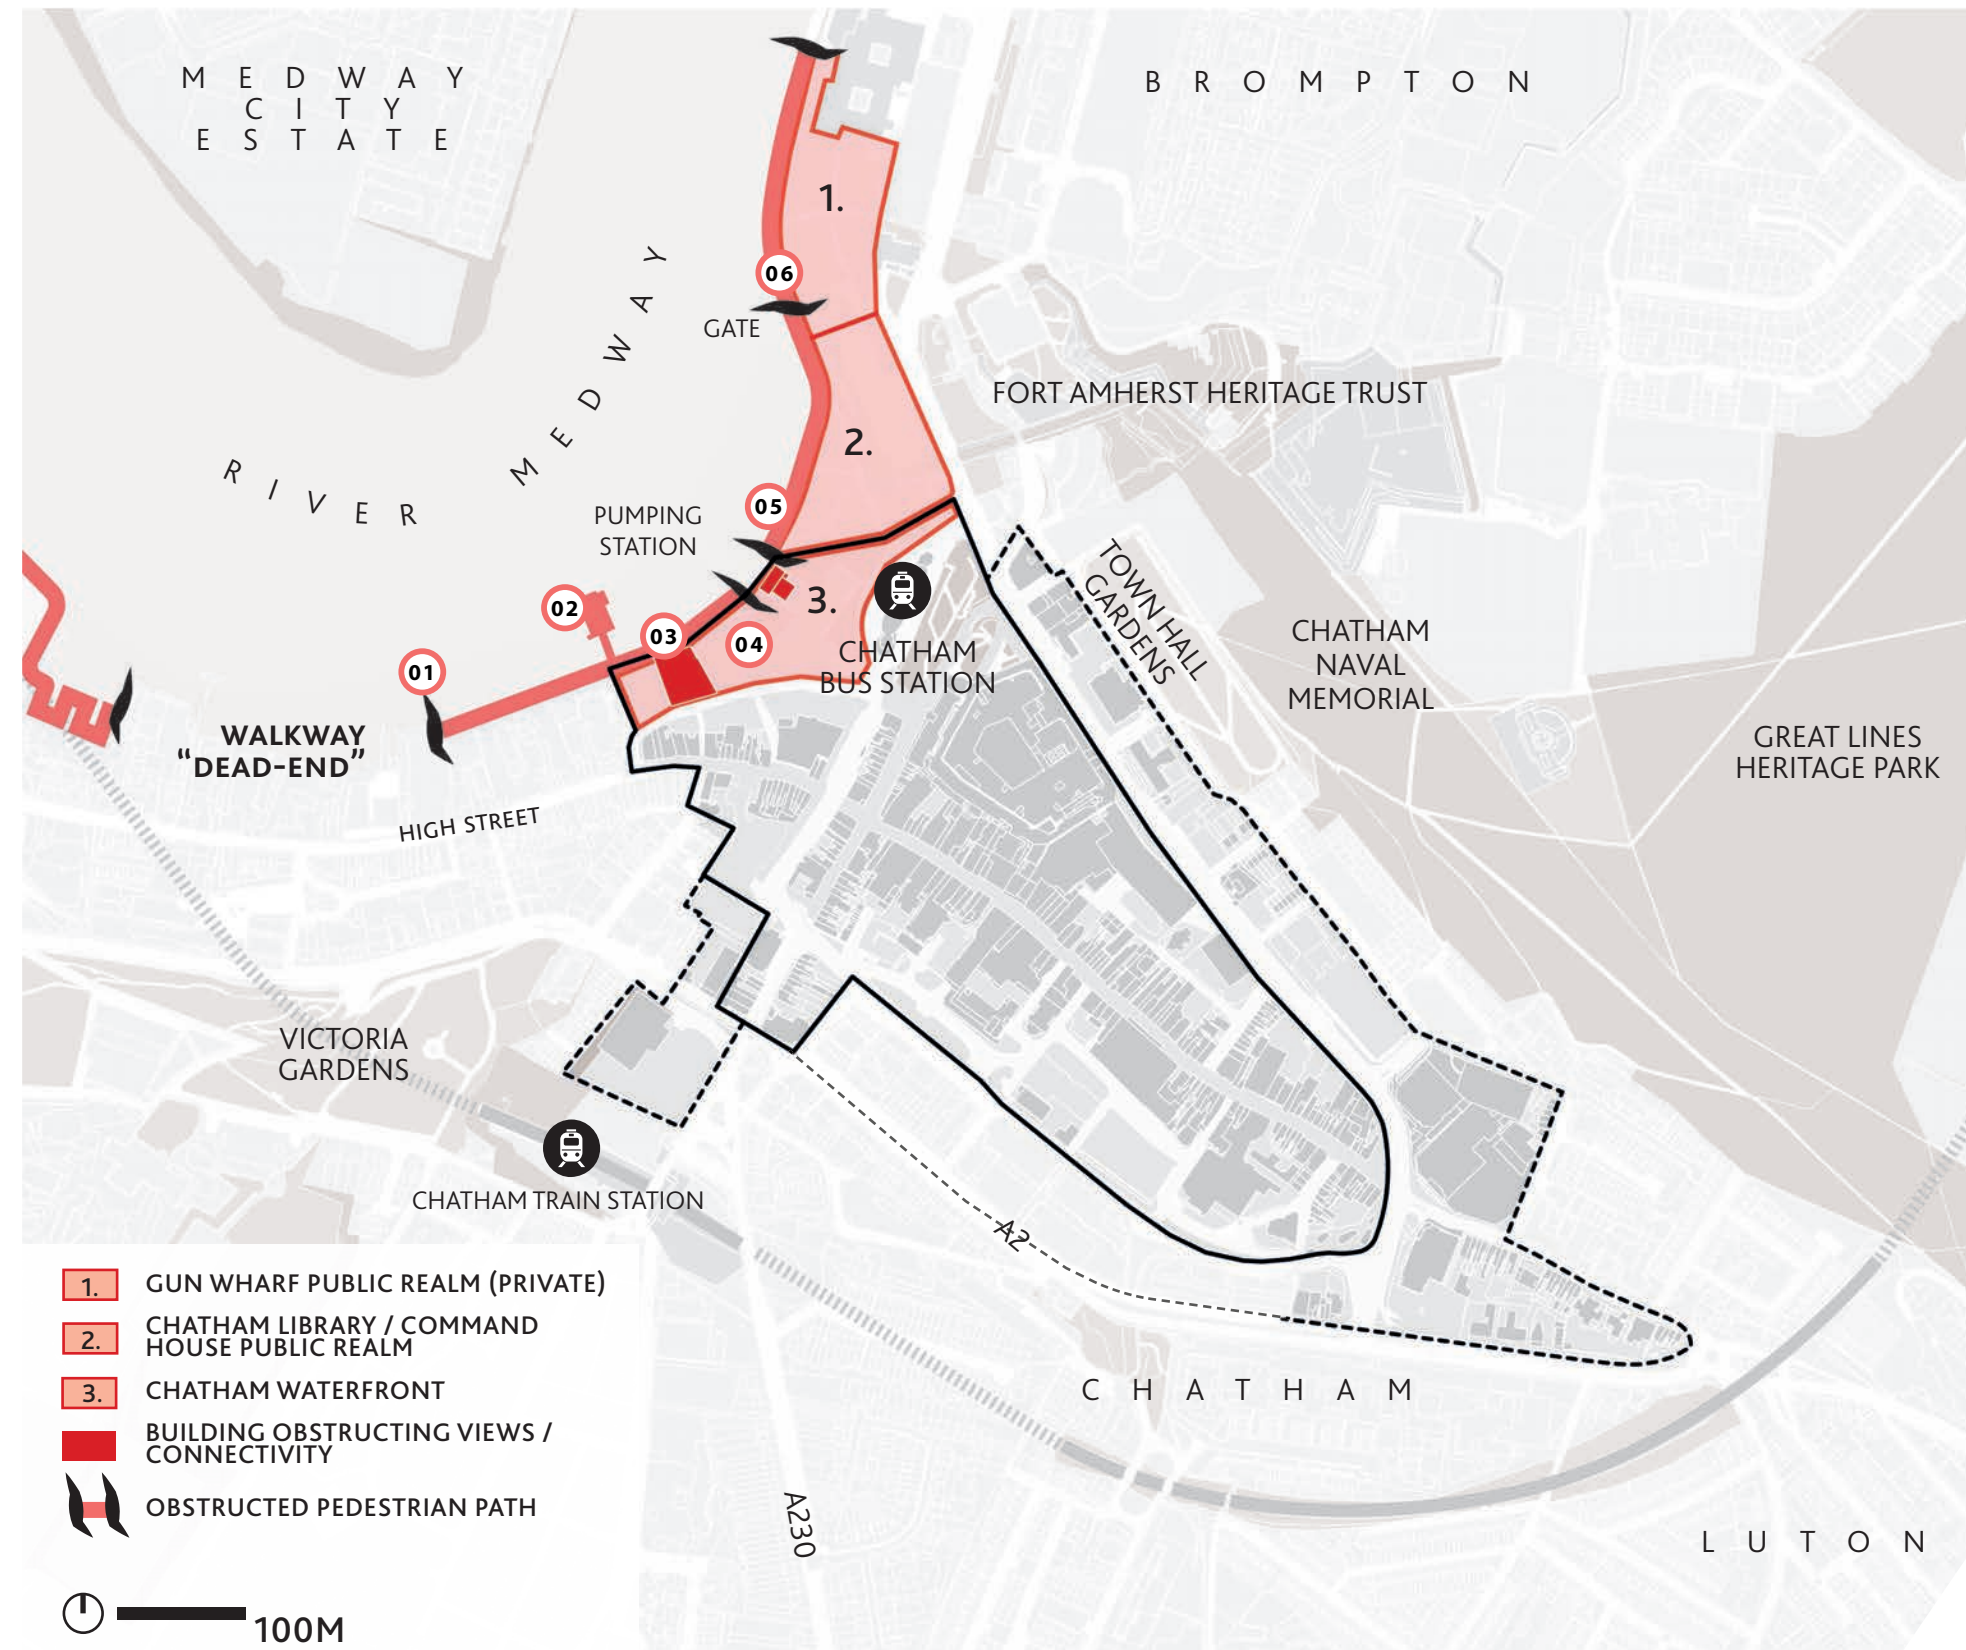 MEDWAY
CITY
ESTATE
BROMPTON
1.
06
GATE
RIVER MEDWAY
FORT AMHERST HERITAGE TRUST
2.
05
PUMPING
STATION
TOWN HALL
GARDENS
3.
02
03
04
01
CHATHAM
BUS STATION
CHATHAM
NAVAL
MEMORIAL
WALKWAY
“DEAD-END”
GREAT LINES
HERITAGE PARK
HIGH STREET
VICTORIA
GARDENS
CHATHAM TRAIN STATION
A2
CHATHAM
A230
LUTON
1. GUN WHARF PUBLIC REALM (PRIVATE)
2. CHATHAM LIBRARY / COMMAND
HOUSE PUBLIC REALM
3. CHATHAM WATERFRONT
BUILDING OBSTRUCTING VIEWS /
CONNECTIVITY
OBSTRUCTED PEDESTRIAN PATH
100M